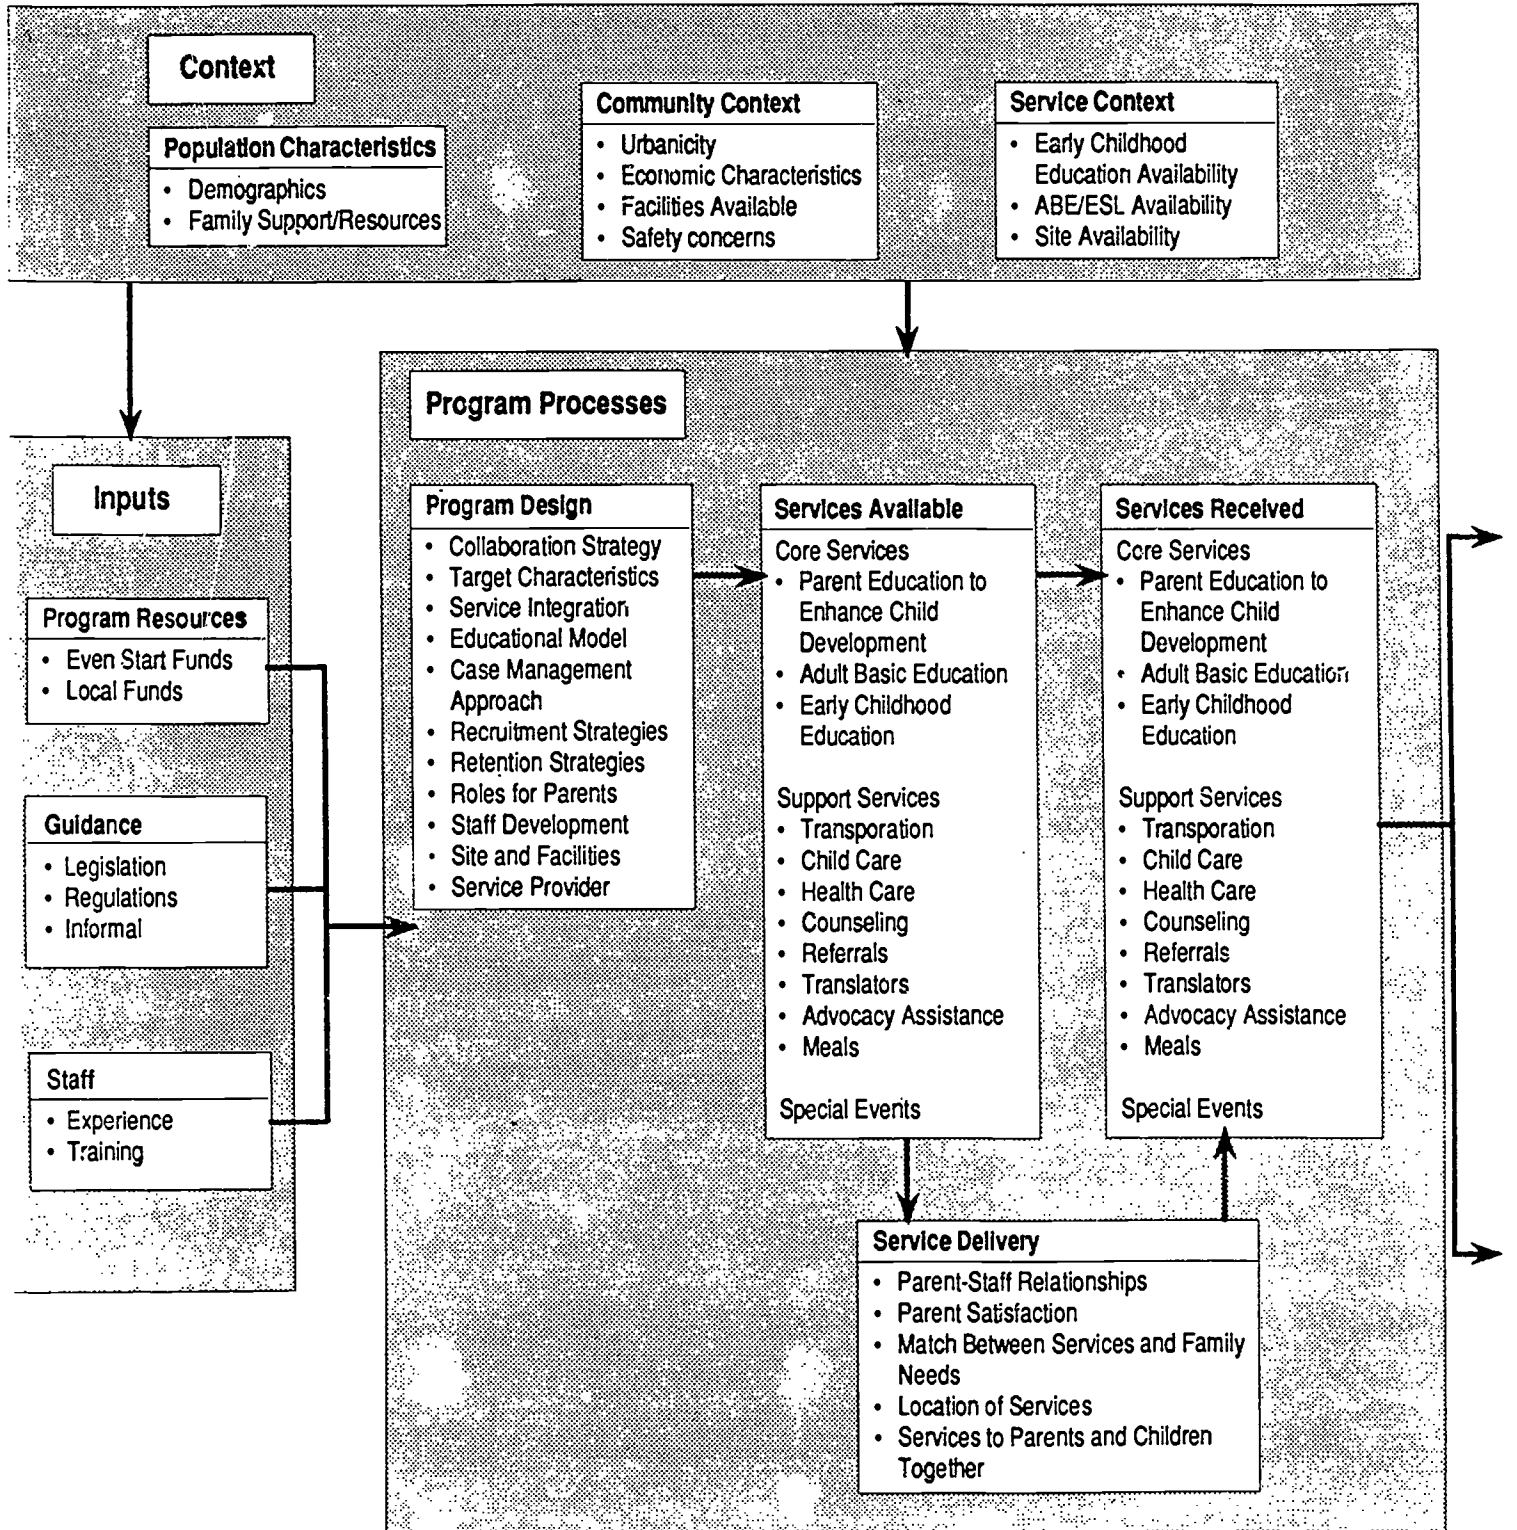 Context
Population Characteristics
• Demographics
• Family Support/Resources
Community Context
• Urbanicity
• Economic Characteristics
• Facilities Available
• Safety concerns
Service Context
• Early Childhood
Education Availability
• ABE/ESL Availability
• Site Availability
Inputs
Program Resources
• Even Start Funds
• Local Funds
Guidance
• Legislation
• Regulations
• Informal
Staff
• Experience
• Training
Program Processes
Program Design
• Collaboration Strategy
• Target Characteristics
• Service Integration
• Educational Model
• Case Management
Approach
• Recruitment Strategies
• Retention Strategies
• Roles for Parents
• Staff Development
• Site and Facilities
• Service Provider
Services Available
Core Services
• Parent Education to
Enhance Child
Development
• Adult Basic Education
• Early Childhood
Education
Support Services
• Transporation
• Child Care
• Health Care
• Counseling
• Referrals
• Translators
• Advocacy Assistance
• Meals
Special Events
Services Received
Core Services
• Parent Education to
Enhance Child
Development
• Adult Basic Education
• Early Childhood
Education
Support Services
• Transporation
• Child Care
• Health Care
• Counseling
• Referrals
• Translators
• Advocacy Assistance
• Meals
Special Events
Service Delivery
• Parent-Staff Relationships
• Parent Satisfaction
• Match Between Services and Family
Needs
• Location of Services
• Services to Parents and Children
Together